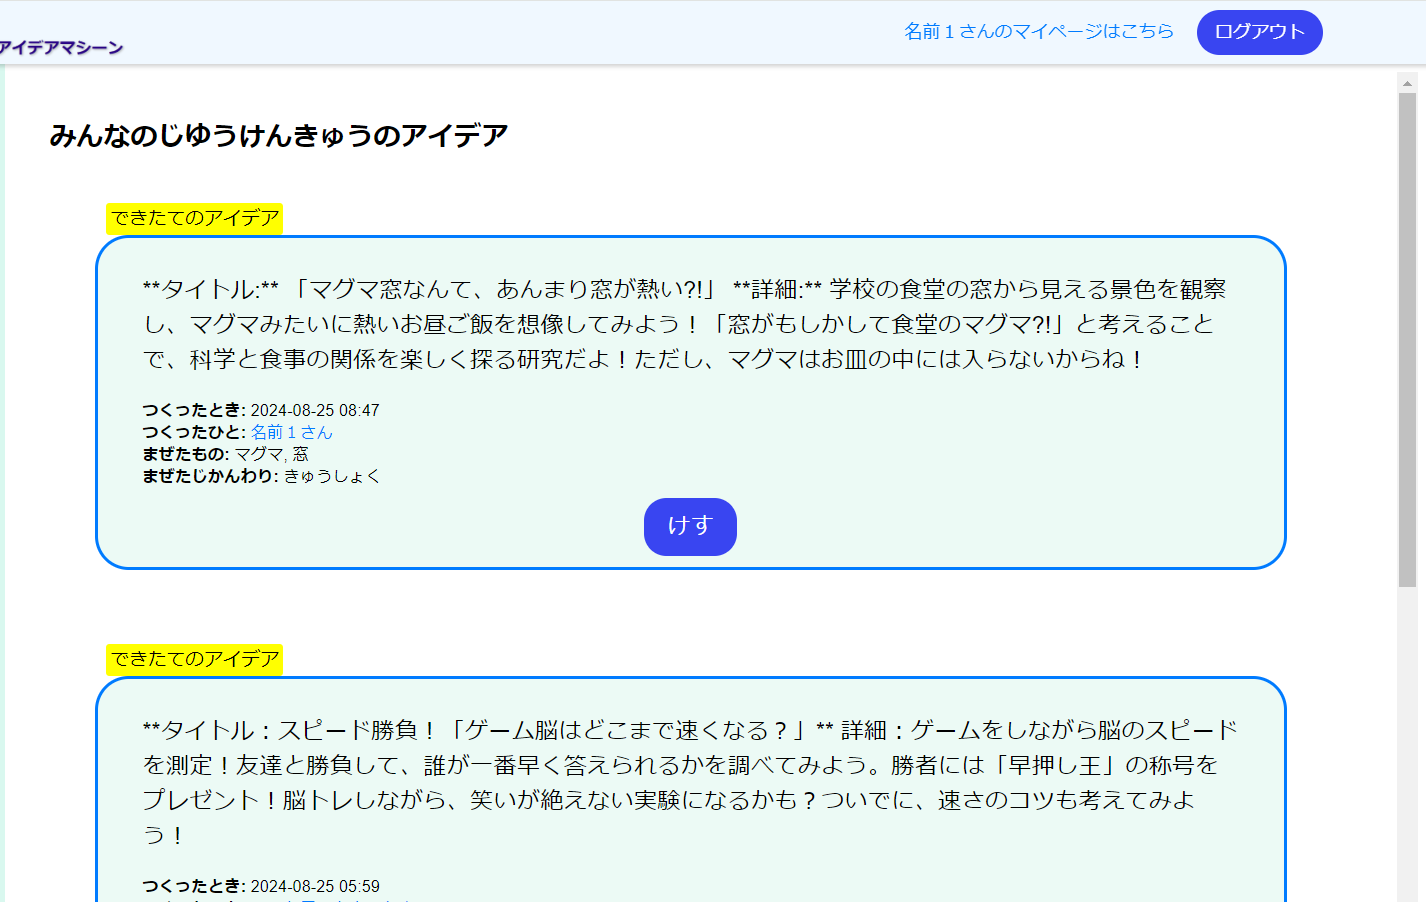 アイデアマシーン
名前１さんのマイページはこちら
ログアウト
みんなのじゆうけんきゅうのアイデア
できたてのアイデア
**タイトル:** 「マグマ窓なんて、あんまり窓が熱い?!」 **詳細:** 学校の食堂の窓から見える景色を観察
し、マグマみたいに熱いお昼ご飯を想像してみよう！「窓がもしかして食堂のマグマ?!」と考えること
で、科学と食事の関係を楽しく探る研究だよ！ただし、マグマはお皿の中には入らないからね！
つくったとき: 2024-08-25 08:47
つくったひと: 名前１さん
まぜたもの: マグマ, 窓
まぜたじかんわり: きゅうしょく
けす
できたてのアイデア
**タイトル：スピード勝負！「ゲーム脳はどこまで速くなる？」** 詳細：ゲームをしながら脳のスピード
を測定！友達と勝負して、誰が一番早く答えられるかを調べてみよう。勝者には「早押し王」の称号を
プレゼント！脳トレしながら、笑いが絶えない実験になるかも？ついでに、速さのコツも考えてみよ
う！
つくったとき: 2024-08-25 05:59